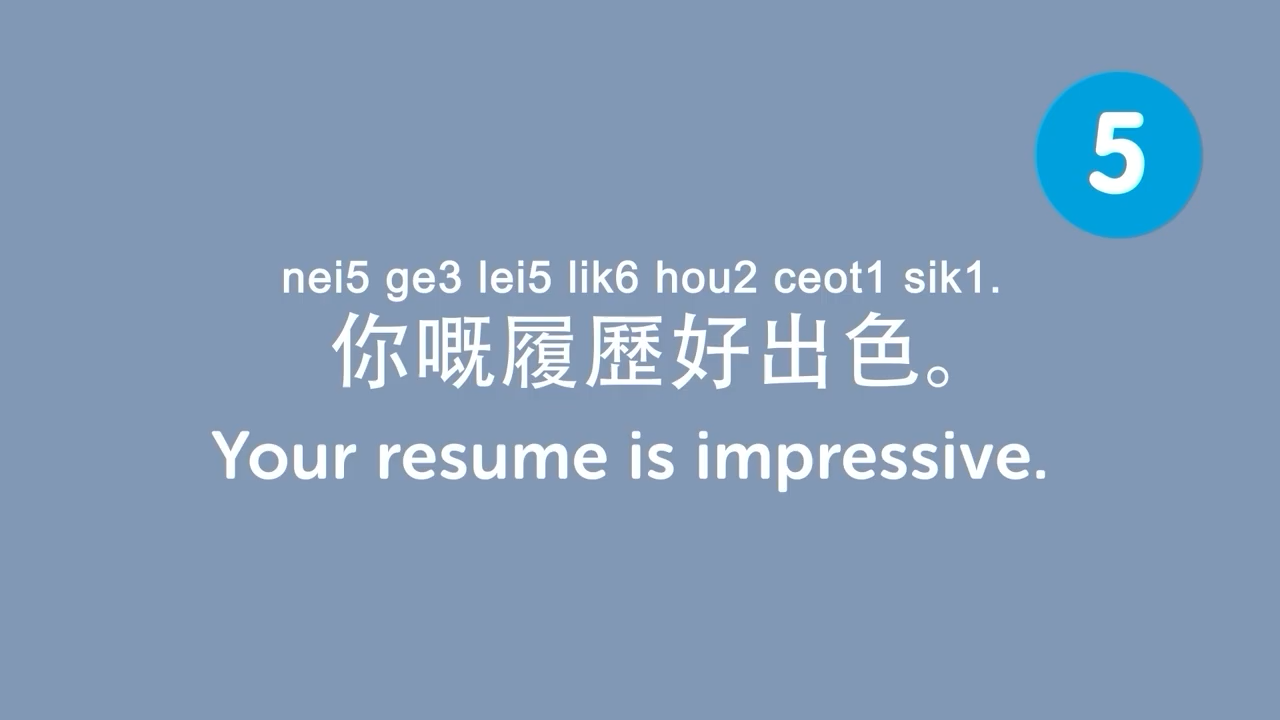 5
nei5 ge3 lei5 lik6 hou2 ceot1 sik1.
你嘅履歷好出色。
Your resume is impressive.